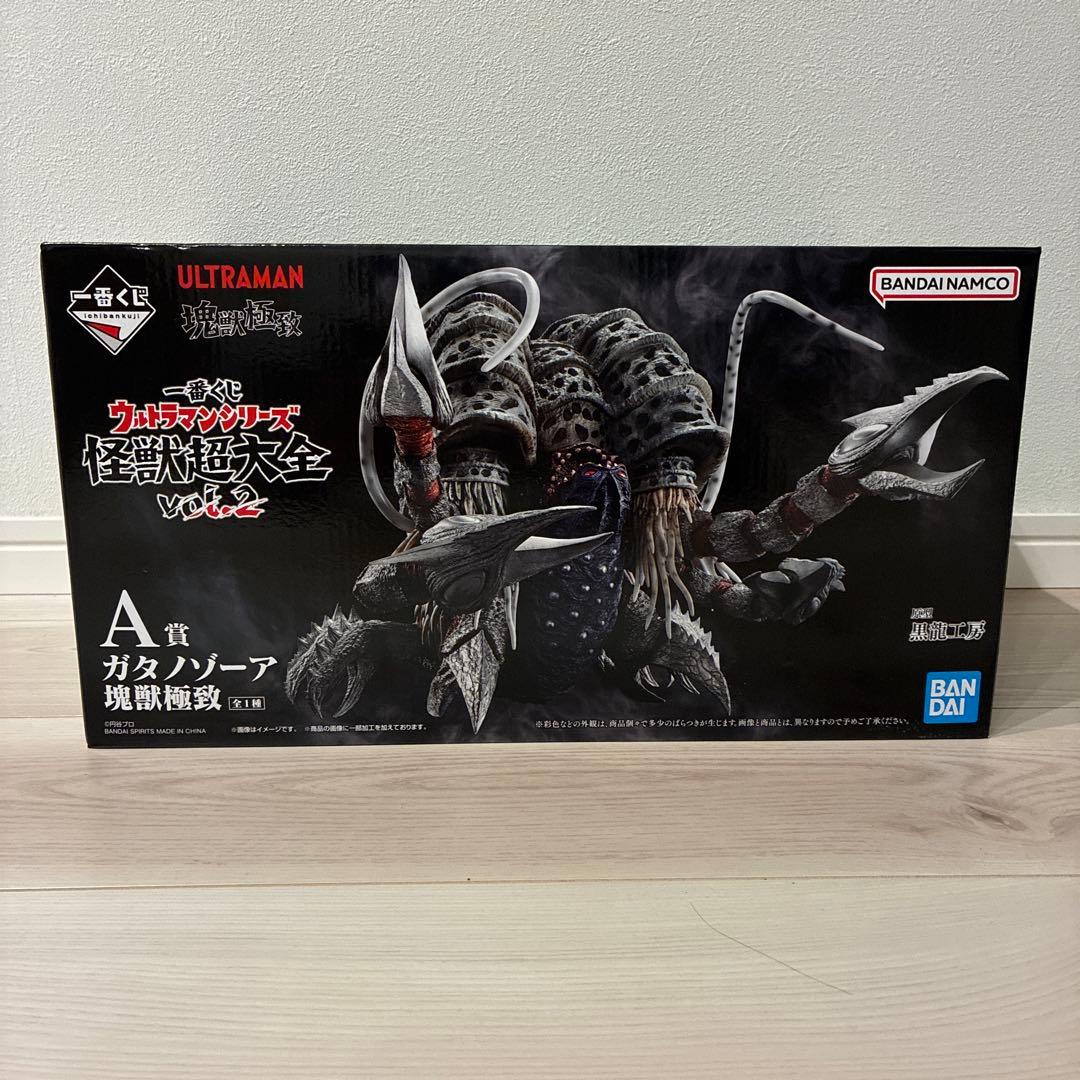 一番くじ
ichibankuji
ULTRAMAN
塊獣極致
BANDAI NAMCO
一番くじ
ウルトラマンシリーズ
怪獣超大全
vol.2
A賞
ガタノゾーア
塊獣極致 全1種
原型
黒龍工房
BAN
DAI
©円谷プロ
BANDAI SPIRITS MADE IN CHINA
※画像はイメージです。 ※商品の画像に一部加工を加えております。
※彩色などの外観は、商品個々で多少のばらつきが生じます。画像と商品とは、異なりますので予めご了承ください。